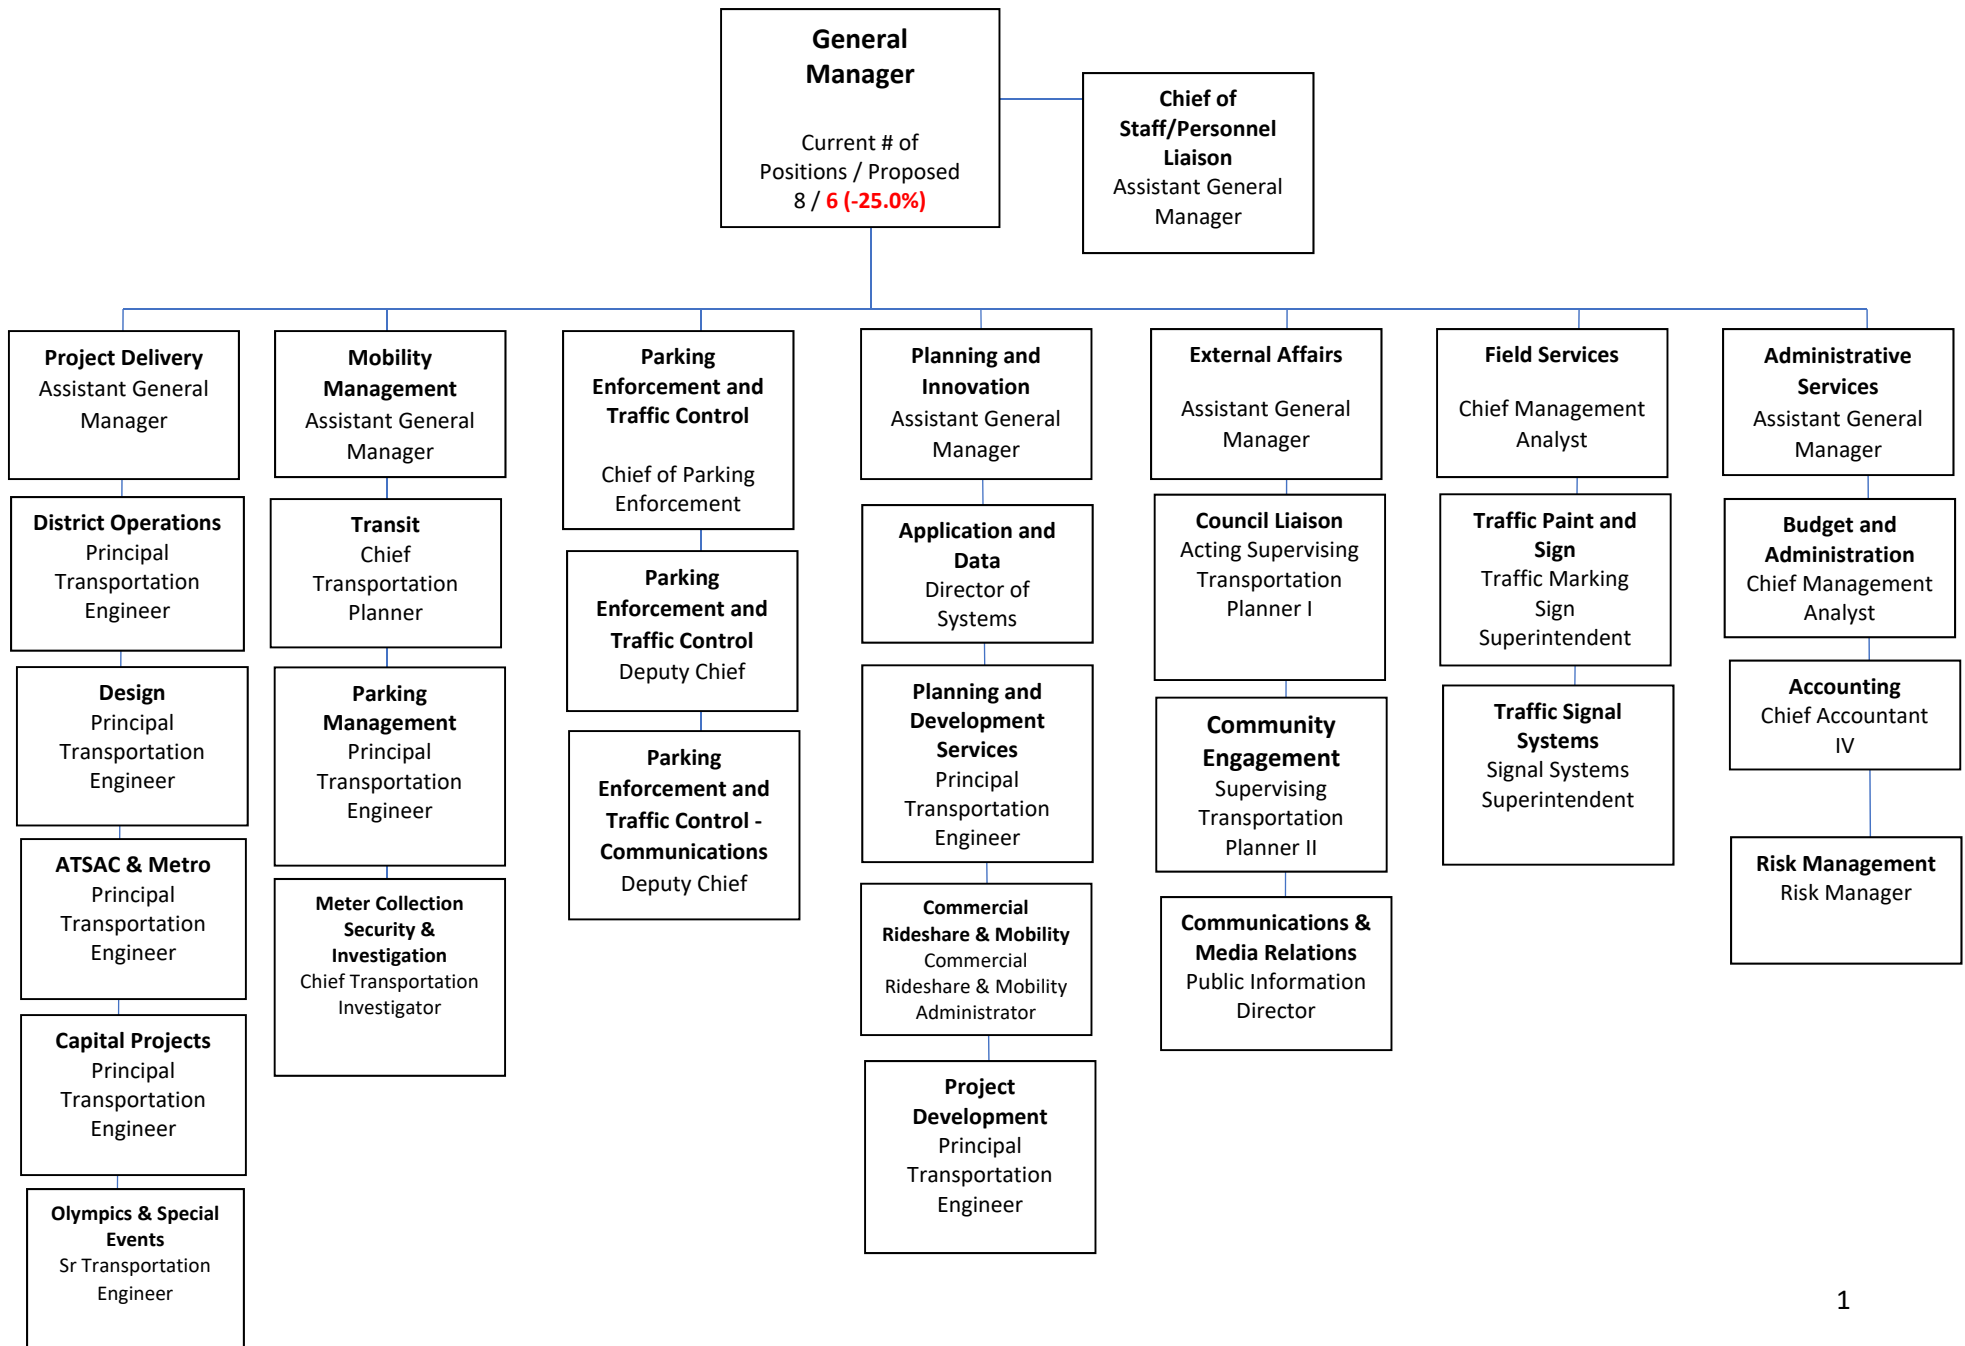 General
Manager
Current # of
Positions / Proposed
8 / 6 (-25.0%)
Chief of
Staff/Personnel
Liaison
Assistant General
Manager
Project Delivery
Assistant General
Manager
District Operations
Principal
Transportation
Engineer
Design
Principal
Transportation
Engineer
ATSAC & Metro
Principal
Transportation
Engineer
Capital Projects
Principal
Transportation
Engineer
Olympics & Special
Events
Sr Transportation
Engineer
Mobility
Management
Assistant General
Manager
Transit
Chief
Transportation
Planner
Parking
Management
Principal
Transportation
Engineer
Meter Collection
Security &
Investigation
Chief Transportation
Investigator
Parking
Enforcement and
Traffic Control
Chief of Parking
Enforcement
Parking
Enforcement and
Traffic Control
Deputy Chief
Parking
Enforcement and
Traffic Control -
Communications
Deputy Chief
Planning and
Innovation
Assistant General
Manager
Application and
Data
Director of
Systems
Planning and
Development
Services
Principal
Transportation
Engineer
Commercial
Rideshare & Mobility
Commercial
Rideshare & Mobility
Administrator
Project
Development
Principal
Transportation
Engineer
External Affairs
Assistant General
Manager
Council Liaison
Acting Supervising
Transportation
Planner I
Community
Engagement
Supervising
Transportation
Planner II
Communications &
Media Relations
Public Information
Director
Field Services
Chief Management
Analyst
Traffic Paint and
Sign
Traffic Marking
Sign
Superintendent
Traffic Signal
Systems
Signal Systems
Superintendent
Administrative
Services
Assistant General
Manager
Budget and
Administration
Chief Management
Analyst
Accounting
Chief Accountant
IV
Risk Management
Risk Manager
1